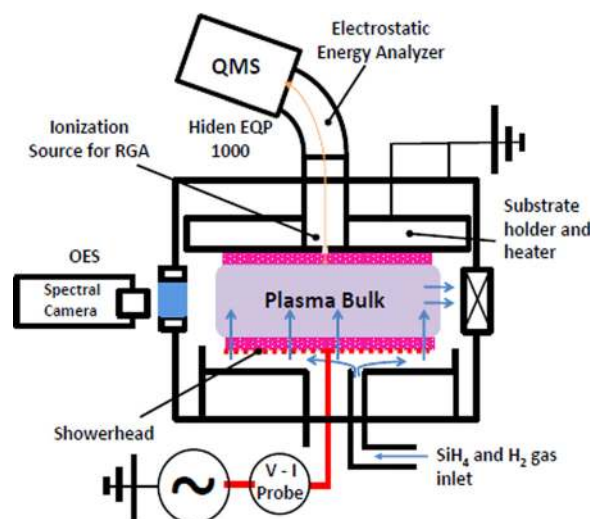 Electrostatic
Energy Analyzer
QMS
Hiden EQP
1000
Ionization
Source for RGA
Substrate
holder and
heater
OES
Spectral
Camera
Plasma Bulk
Showerhead
V - I
Probe
SiH₄ and H₂ gas
inlet